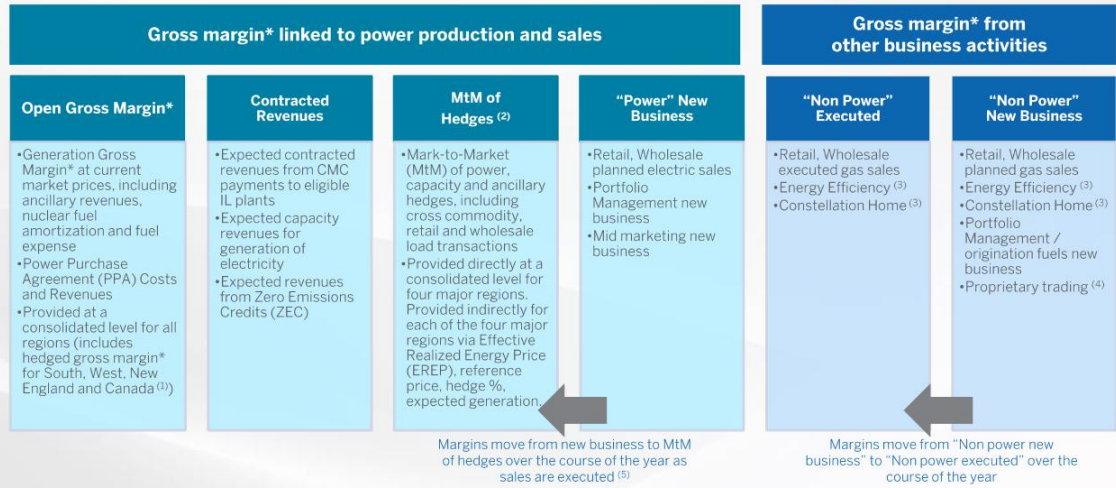 Gross margin* linked to power production and sales
Gross margin* from
other business activities
Open Gross Margin*
•Generation Gross
Margin* at current
market prices, including
ancillary revenues,
nuclear fuel
amortization and fuel
expense
•Power Purchase
Agreement (PPA) Costs
and Revenues
•Provided at a
consolidated level for all
regions (includes
hedged gross margin*
for South, West, New
England and Canada (1))
Contracted
Revenues
•Expected contracted
revenues from CMC
payments to eligible
IL plants
•Expected capacity
revenues for
generation of
electricity
•Expected revenues
from Zero Emissions
Credits (ZEC)
MtM of
Hedges (2)
•Mark-to-Market
(MtM) of power,
capacity and ancillary
hedges, including
cross commodity,
retail and wholesale
load transactions
•Provided directly at a
consolidated level for
four major regions.
Provided indirectly for
each of the four major
regions via Effective
Realized Energy Price
(EREP), reference
price, hedge %,
expected generation.
“Power” New
Business
•Retail, Wholesale
planned electric sales
•Portfolio
Management new
business
•Mid marketing new
business
“Non Power”
Executed
•Retail, Wholesale
executed gas sales
•Energy Efficiency (3)
•Constellation Home (3)
“Non Power”
New Business
•Retail, Wholesale
planned gas sales
•Energy Efficiency (3)
•Constellation Home (3)
•Portfolio
Management /
origination fuels new
business
•Proprietary trading (4)
Margins move from new business to MtM
of hedges over the course of the year as
sales are executed (5)
Margins move from “Non power new
business” to “Non power executed” over the
course of the year